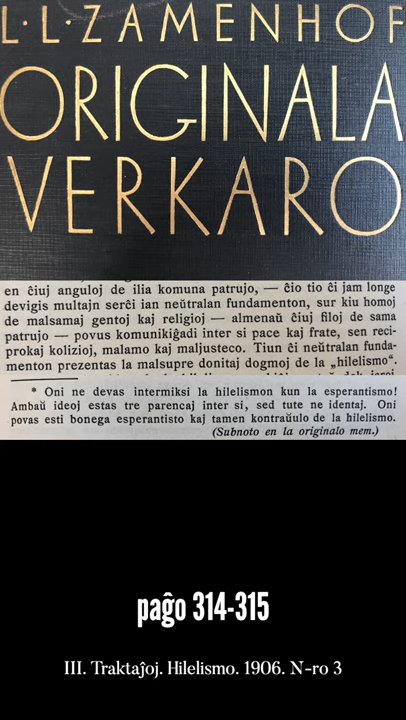 L·L·ZAMENHOF
ORIGINALA
VERKARO
en ĉiuj anguloj de ilia komuna patrujo, — ĉio tio ĉi jam longe
devigis multajn serĉi ian neŭtralan fundamenton, sur kiu homoj
de malsamaj gentoj kaj religioj — almenaŭ ĉiuj filoj de sama
patrujo — povus komunikiĝadi inter si pace kaj frate, sen reci-
prokaj kolizioj, malamo kaj maljusteco. Tiun ĉi neŭtralan funda-
menton prezentas la malsupre donitaj dogmoj de la „hilelismo“.
* Oni ne devas intermiksi la hilelismon kun la esperantismo!
Ambaŭ ideoj estas tre parencaj inter si, sed tute ne identaj. Oni
povas esti bonega esperantisto kaj tamen kontraŭulo de la hilelismo.
(Subnoto en la originalo mem.)
paĝo 314-315
III. Traktaĵoj. Hilelismo. 1906. N-ro 3